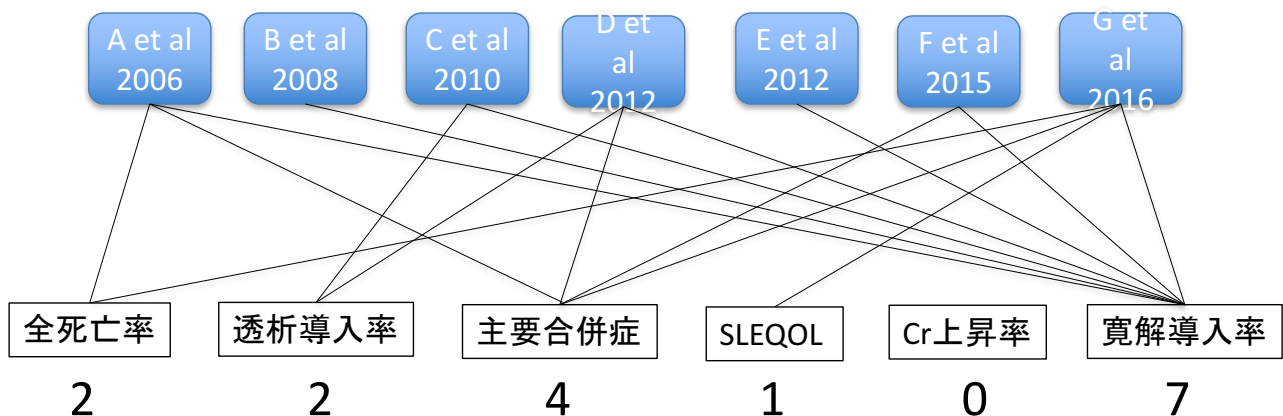 A et al
2006
B et al
2008
C et al
2010
D et
al
2012
E et al
2012
F et al
2015
G et
al
2016
全死亡率
透析導入率
主要合併症
SLEQOL
Cr上昇率
寛解導入率
2
2
4
1
0
7